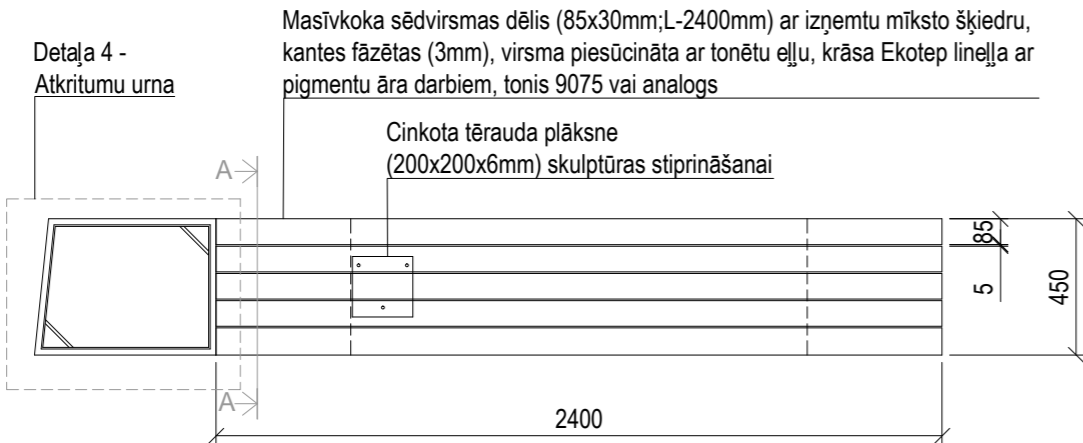 Masīvkoka sēdvirsmas dēlis (85x30mm;L-2400mm) ar izņemtu mīksto šķiedru,
kantes fāzētas (3mm), virsma piesūcināta ar tonētu eļļu, krāsa Ekotep lineļļa ar
pigmentu āra darbiem, tonis 9075 vai analogs
Detaļa 4 -
Atkritumu urna
Cinkota tērauda plāksne
(200x200x6mm) skulptūras stiprināšanai
A
85
5
450
A
2400